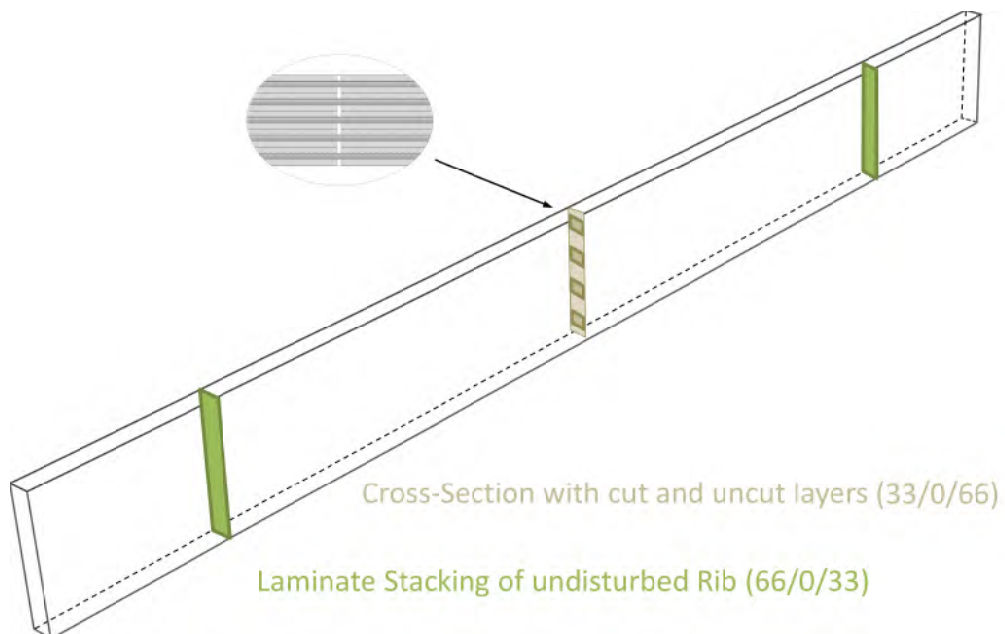 Cross-Section with cut and uncut layers (33/0/66)
Laminate Stacking of undisturbed Rib (66/0/33)